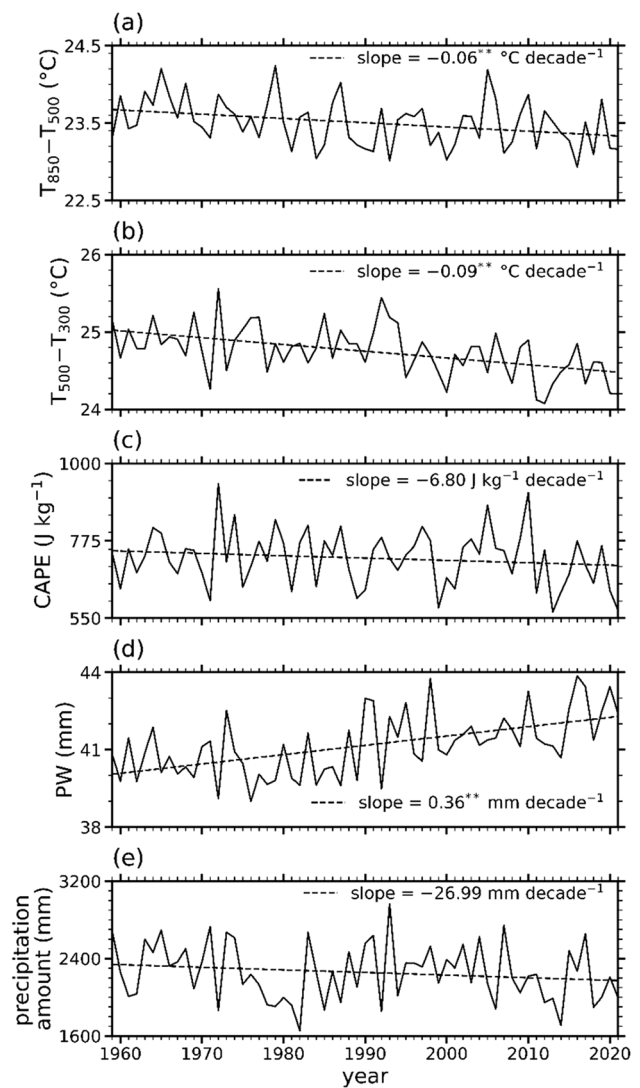 (a)
24.5
23.5
22.5
T₈₅₀−T₅₀₀ (°C)
slope = −0.06** °C decade⁻¹
(b)
26
25
24
T₅₀₀−T₃₀₀ (°C)
slope = −0.09** °C decade⁻¹
(c)
1000
775
550
CAPE (J kg⁻¹)
slope = −6.80 J kg⁻¹ decade⁻¹
(d)
44
41
38
PW (mm)
slope = 0.36** mm decade⁻¹
(e)
3200
2400
1600
precipitation
amount (mm)
slope = −26.99 mm decade⁻¹
1960 1970 1980 1990 2000 2010 2020
year